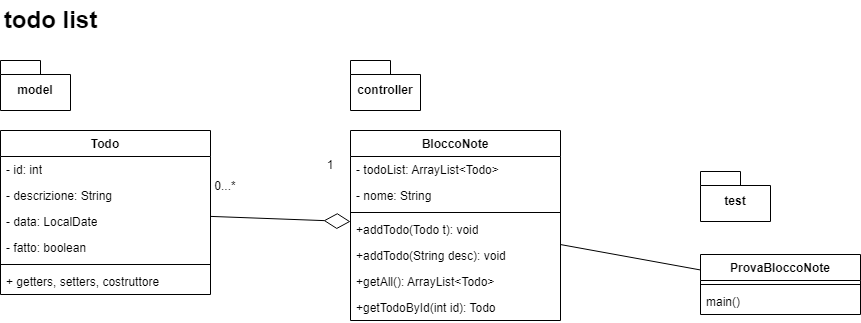 todo list
model
Todo
- id: int
- descrizione: String
- data: LocalDate
- fatto: boolean
+ getters, setters, costruttore
0...*
1
controller
BloccoNote
- todoList: ArrayList<Todo>
- nome: String
+addTodo(Todo t): void
+addTodo(String desc): void
+getAll(): ArrayList<Todo>
+getTodoById(int id): Todo
test
ProvaBloccoNote
main()